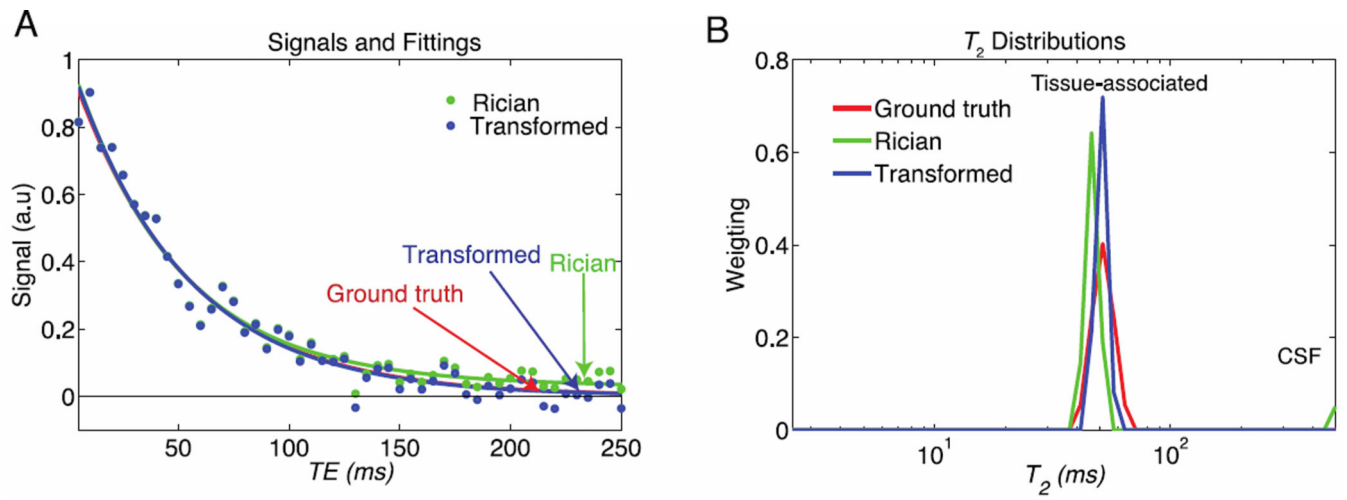 A
Signals and Fittings
Signal (a.u)
1
0.8
0.6
0.4
0.2
0
Rician
Transformed
Transformed
Rician
Ground truth
50
100
150
200
250
TE (ms)
B
T2 Distributions
Weigting
0.8
0.6
0.4
0.2
0
Tissue-associated
Ground truth
Rician
Transformed
CSF
10^1
10^2
T2 (ms)